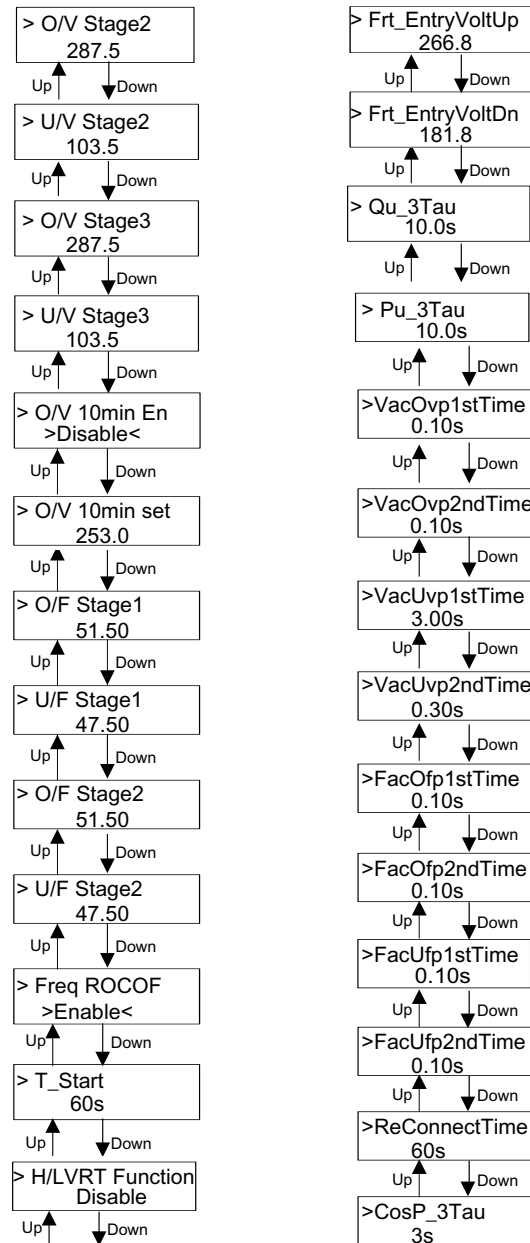 > O/V Stage2
287.5
Up Down
> U/V Stage2
103.5
Up Down
> O/V Stage3
287.5
Up Down
> U/V Stage3
103.5
Up Down
> O/V 10min En
>Disable<
Up Down
> O/V 10min set
253.0
Up Down
> O/F Stage1
51.50
Up Down
> U/F Stage1
47.50
Up Down
> O/F Stage2
51.50
Up Down
> U/F Stage2
47.50
Up Down
> Freq ROCOF
>Enable<
Up Down
> T_Start
60s
Up Down
> H/LVRT Function
Disable
Up Down
> Frt_EntryVoltUp
266.8
Up Down
> Frt_EntryVoltDn
181.8
Up Down
> Qu_3Tau
10.0s
Up Down
> Pu_3Tau
10.0s
Up Down
>VacOvp1stTime
0.10s
Up Down
>VacOvp2ndTime
0.10s
Up Down
>VacUvp1stTime
3.00s
Up Down
>VacUvp2ndTime
0.30s
Up Down
>FacOfp1stTime
0.10s
Up Down
>FacOfp2ndTime
0.10s
Up Down
>FacUfp1stTime
0.10s
Up Down
>FacUfp2ndTime
0.10s
Up Down
>ReConnectTime
60s
Up Down
>CosP_3Tau
3s